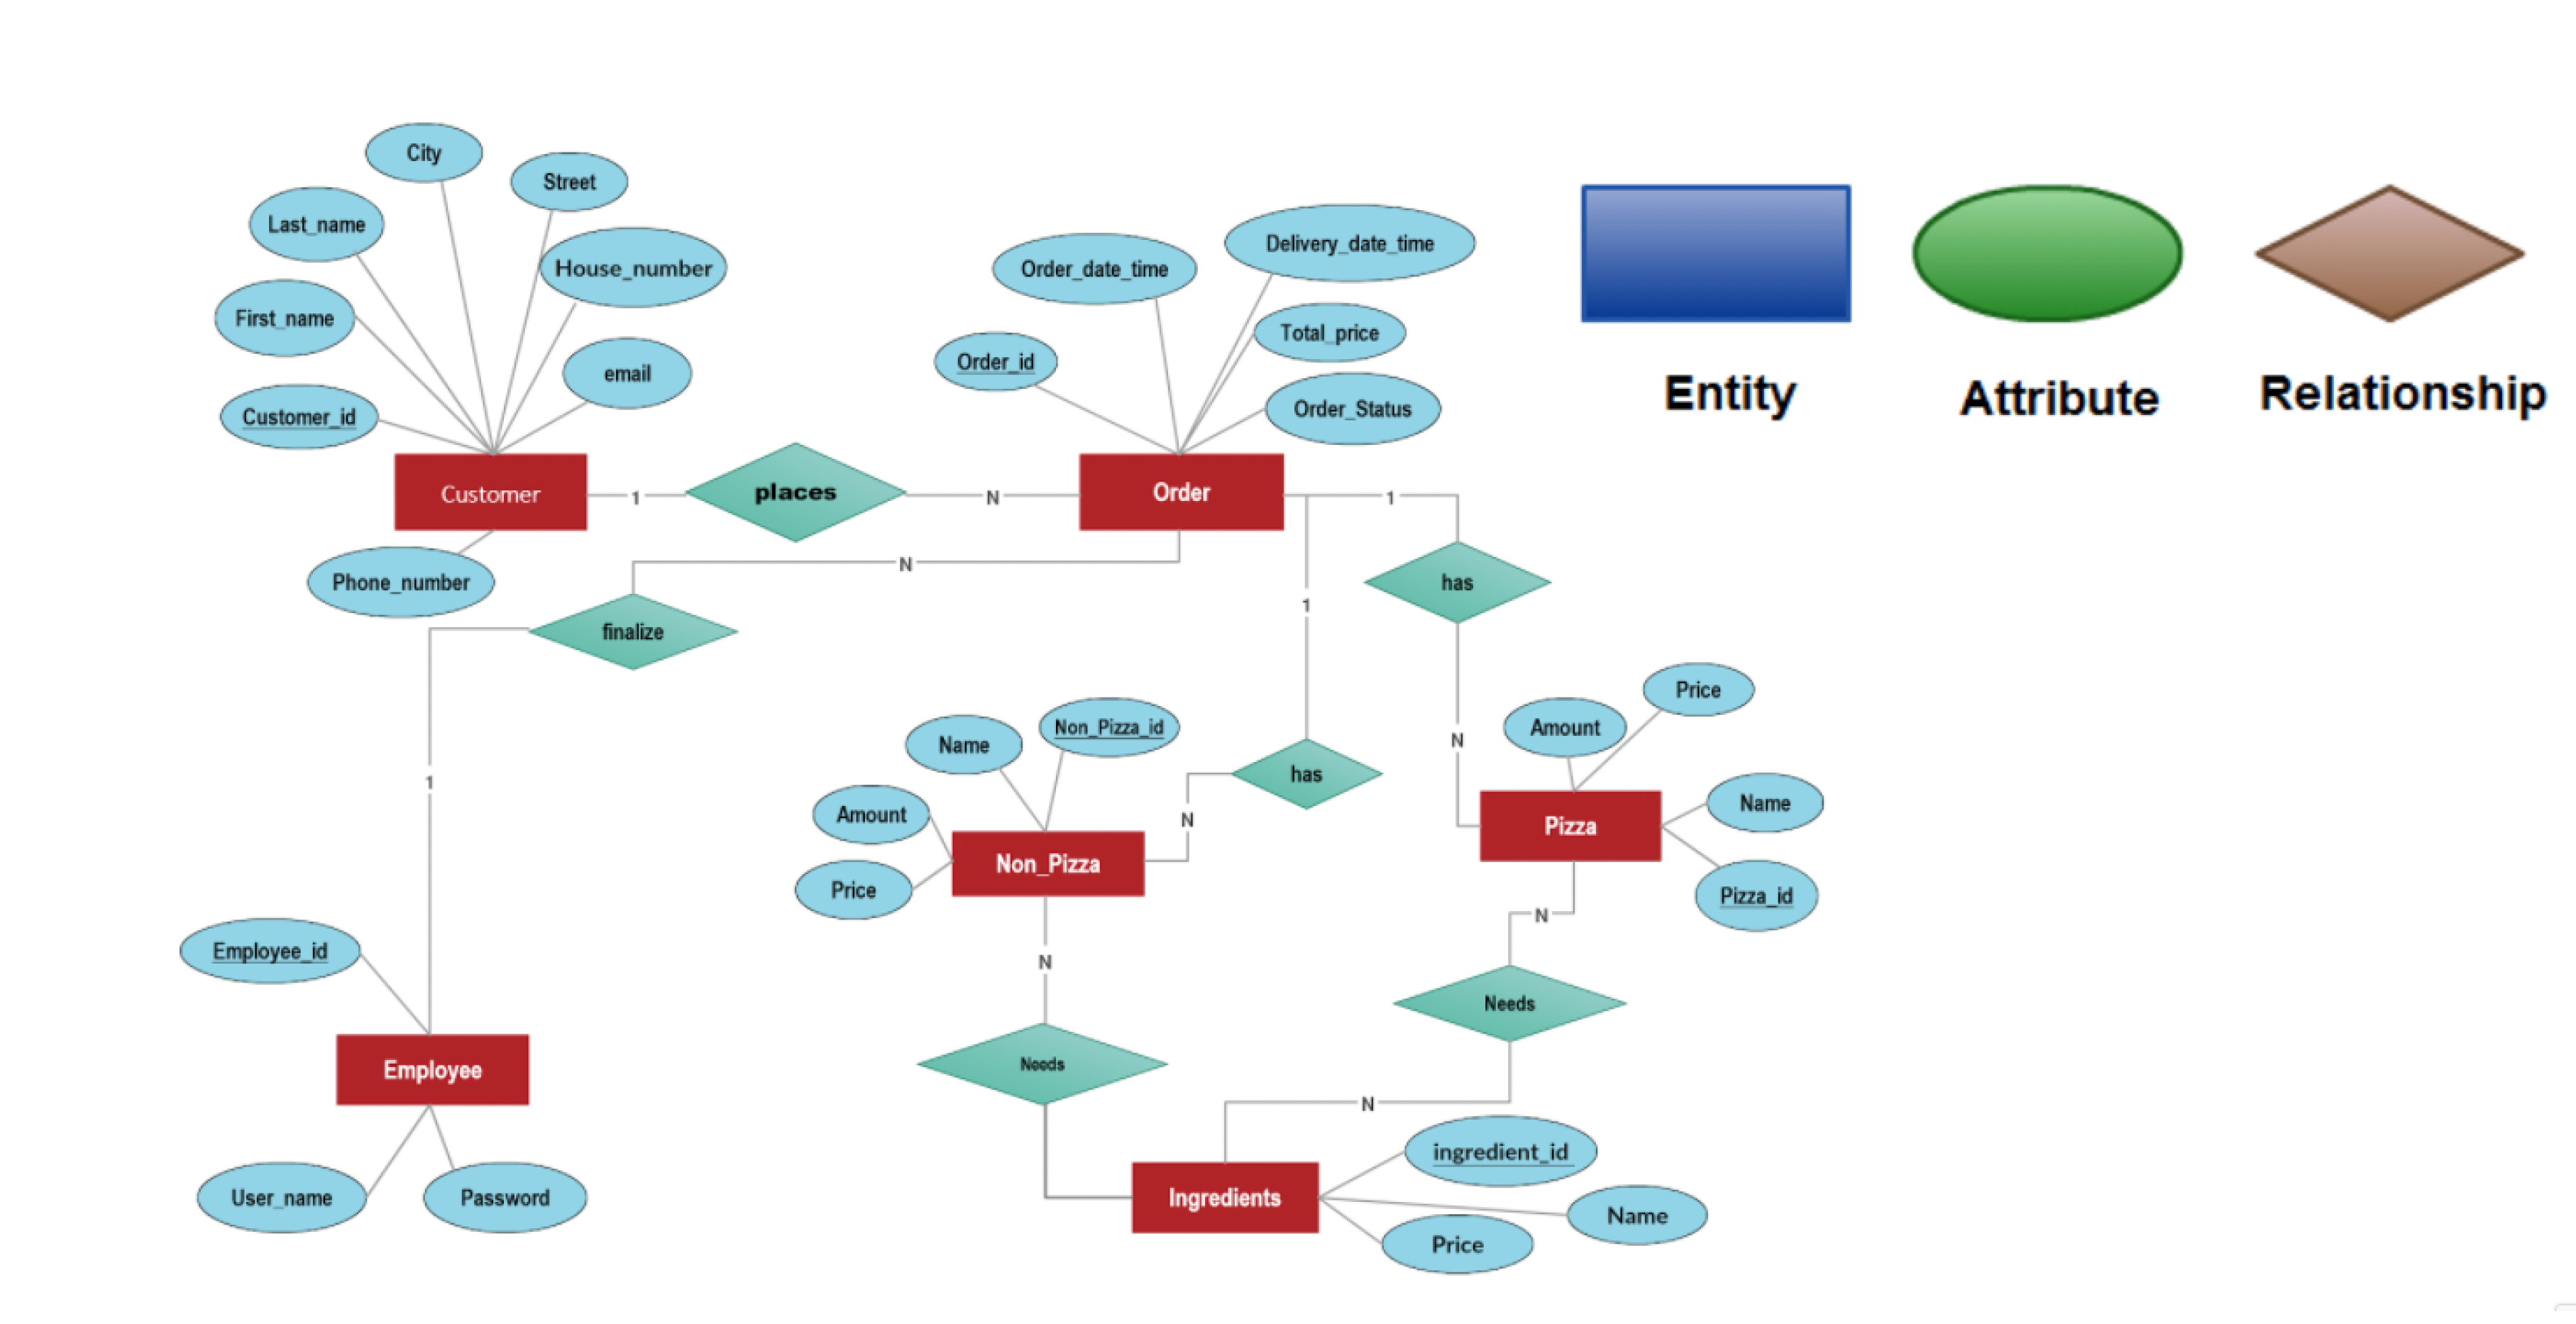 City
Street
Last_name
House_number
First_name
email
Customer_id
Customer
Phone_number
1
places
N
Order_date_time
Delivery_date_time
Total_price
Order_id
Order_Status
Order
Entity
Attribute
Relationship
1
has
N
N
finalize
1
1
has
N
Name
Non_Pizza_id
Amount
Price
Non_Pizza
Price
Amount
Name
Pizza
Pizza_id
N
Needs
N
N
Needs
Employee_id
Employee
User_name
Password
Ingredients
ingredient_id
Name
Price